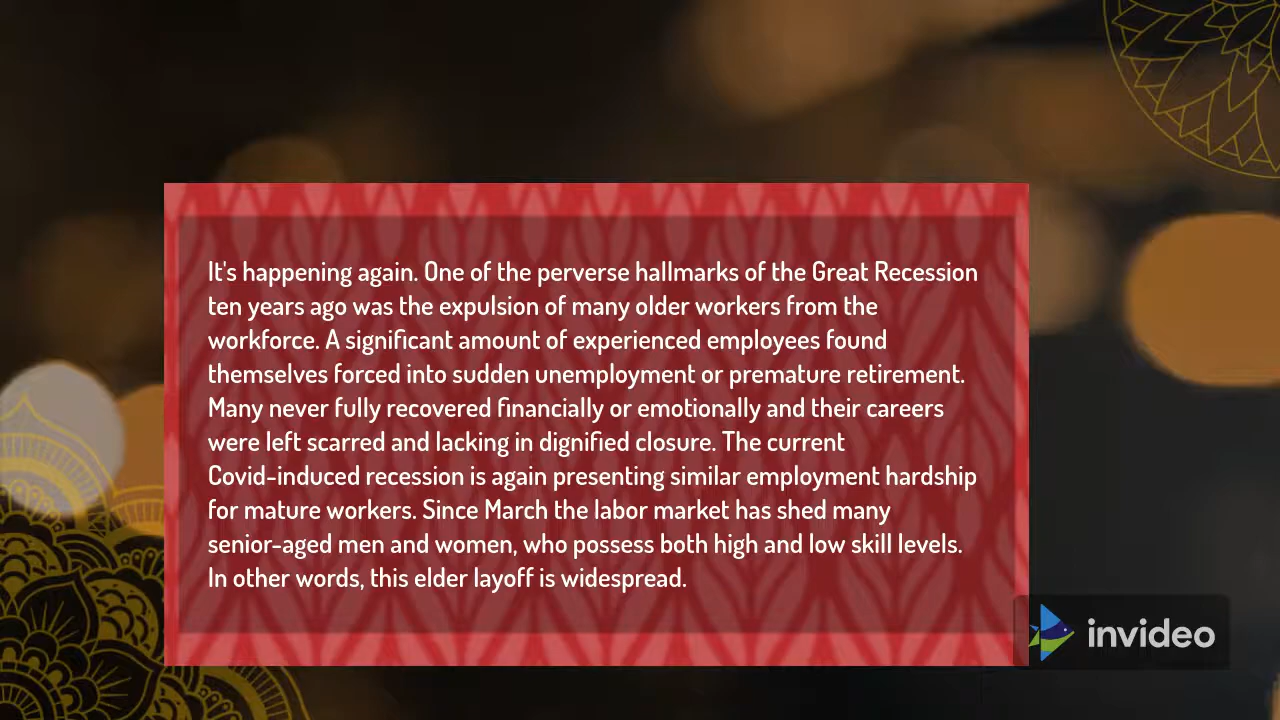 It's happening again. One of the perverse hallmarks of the Great Recession
ten years ago was the expulsion of many older workers from the
workforce. A significant amount of experienced employees found
themselves forced into sudden unemployment or premature retirement.
Many never fully recovered financially or emotionally and their careers
were left scarred and lacking in dignified closure. The current
Covid-induced recession is again presenting similar employment hardship
for mature workers. Since March the labor market has shed many
senior-aged men and women, who possess both high and low skill levels.
In other words, this elder layoff is widespread.
invideo